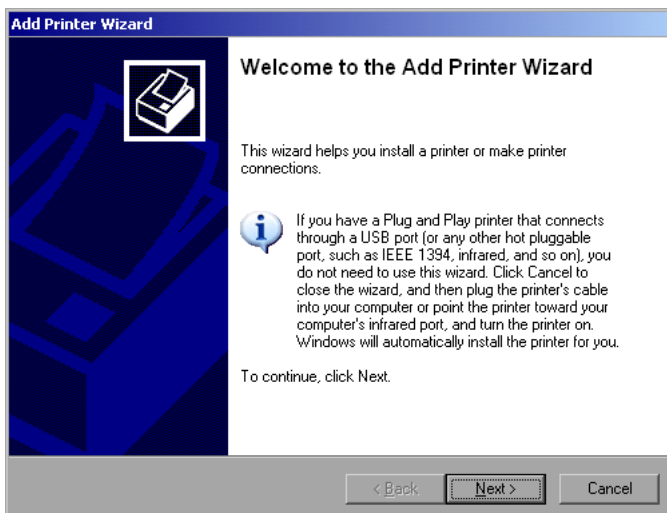 Add Printer Wizard
Welcome to the Add Printer Wizard
This wizard helps you install a printer or make printer
connections.
If you have a Plug and Play printer that connects
through a USB port (or any other hot pluggable
port, such as IEEE 1394, infrared, and so on), you
do not need to use this wizard. Click Cancel to
close the wizard, and then plug the printer's cable
into your computer or point the printer toward your
computer's infrared port, and turn the printer on.
Windows will automatically install the printer for you.
To continue, click Next.
< Back Next > Cancel